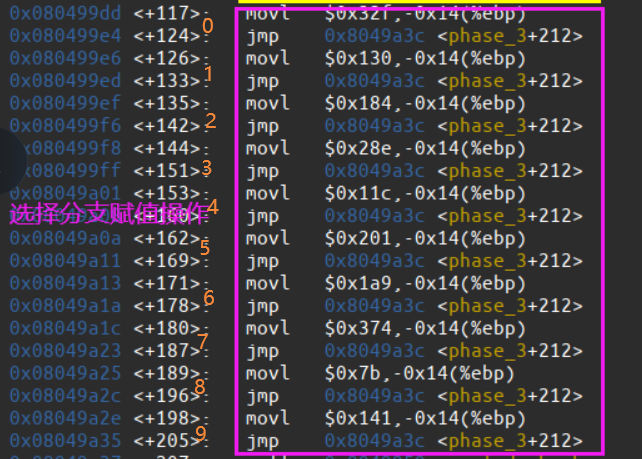 0x080499dd <+117>: movl $0x32f,-0x14(%ebp)
0x080499e4 <+124>: jmp 0x8049a3c <phase_3+212>
0
0x080499e6 <+126>: movl $0x130,-0x14(%ebp)
0x080499ed <+133>: jmp 0x8049a3c <phase_3+212>
1
0x080499ef <+135>: movl $0x184,-0x14(%ebp)
0x080499f6 <+142>: jmp 0x8049a3c <phase_3+212>
2
0x080499f8 <+144>: movl $0x28e,-0x14(%ebp)
0x080499ff <+151>: jmp 0x8049a3c <phase_3+212>
3
0x08049a01 <+153>: movl $0x11c,-0x14(%ebp)
选择分支赋值操作
4
jmp 0x8049a3c <phase_3+212>
0x08049a0a <+162>: movl $0x201,-0x14(%ebp)
0x08049a11 <+169>: jmp 0x8049a3c <phase_3+212>
5
0x08049a13 <+171>: movl $0x1a9,-0x14(%ebp)
0x08049a1a <+178>: jmp 0x8049a3c <phase_3+212>
6
0x08049a1c <+180>: movl $0x374,-0x14(%ebp)
0x08049a23 <+187>: jmp 0x8049a3c <phase_3+212>
7
0x08049a25 <+189>: movl $0x7b,-0x14(%ebp)
0x08049a2c <+196>: jmp 0x8049a3c <phase_3+212>
8
0x08049a2e <+198>: movl $0x141,-0x14(%ebp)
0x08049a35 <+205>: jmp 0x8049a3c <phase_3+212>
9